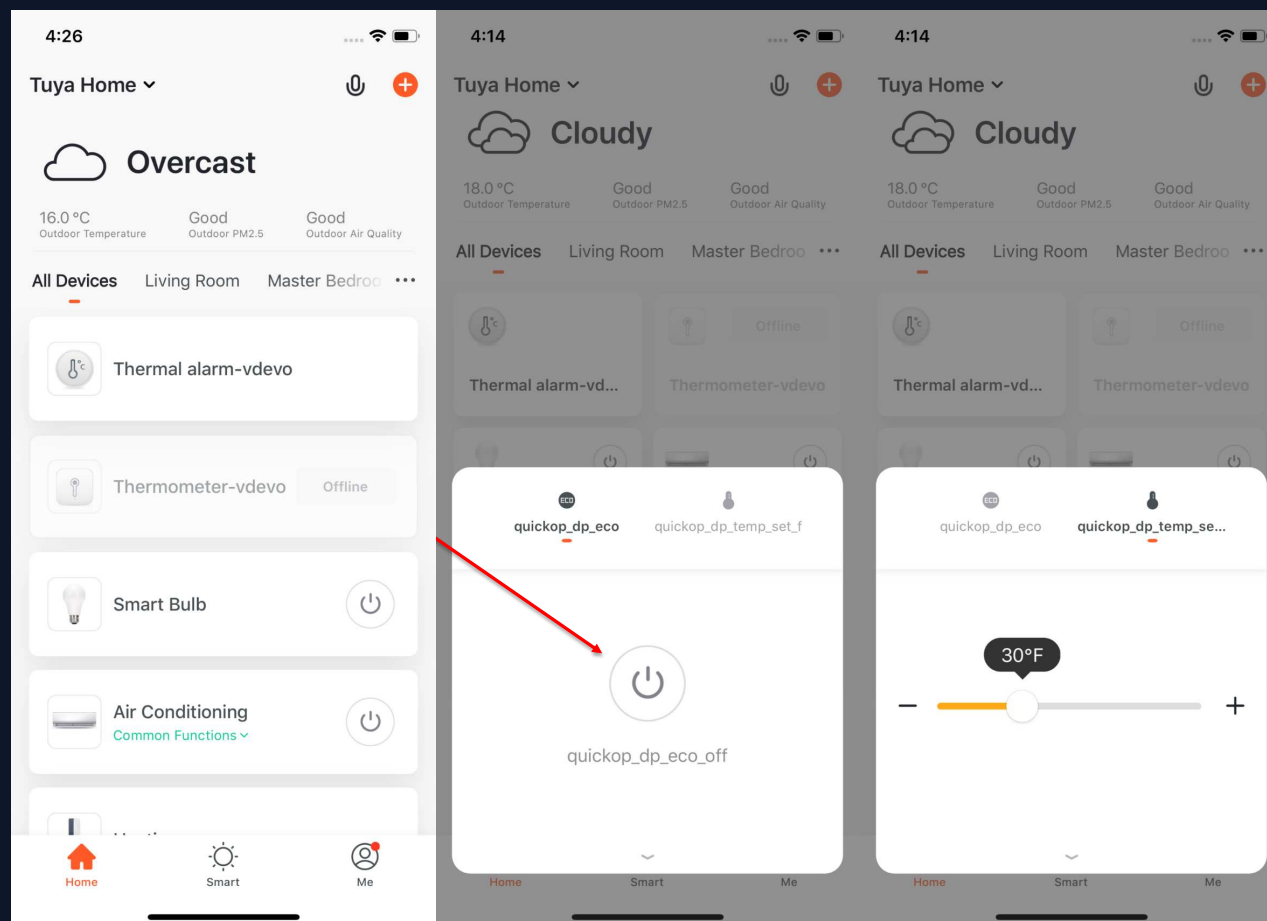 4:26
Tuya Home
Overcast
16.0 °C Good Good
Outdoor Temperature Outdoor PM2.5 Outdoor Air Quality
All Devices Living Room Master Bedroo
°C
Thermal alarm-vdevo
Thermometer-vdevo Offline
Smart Bulb
Air Conditioning
Common Functions
Home Smart Me
4:14
Tuya Home
Cloudy
18.0 °C Good Good
Outdoor Temperature Outdoor PM2.5 Outdoor Air Quality
All Devices Living Room Master Bedroo
°C
Offline
Thermal alarm-vd... Thermometer-vdevo
ECO
quickop_dp_eco quickop_dp_temp_set_f
quickop_dp_eco_off
Home Smart Me
4:14
Tuya Home
Cloudy
18.0 °C Good Good
Outdoor Temperature Outdoor PM2.5 Outdoor Air Quality
All Devices Living Room Master Bedroo
°C
Offline
Thermal alarm-vd... Thermometer-vdevo
ECO
quickop_dp_eco quickop_dp_temp_se...
30°F
Home Smart Me